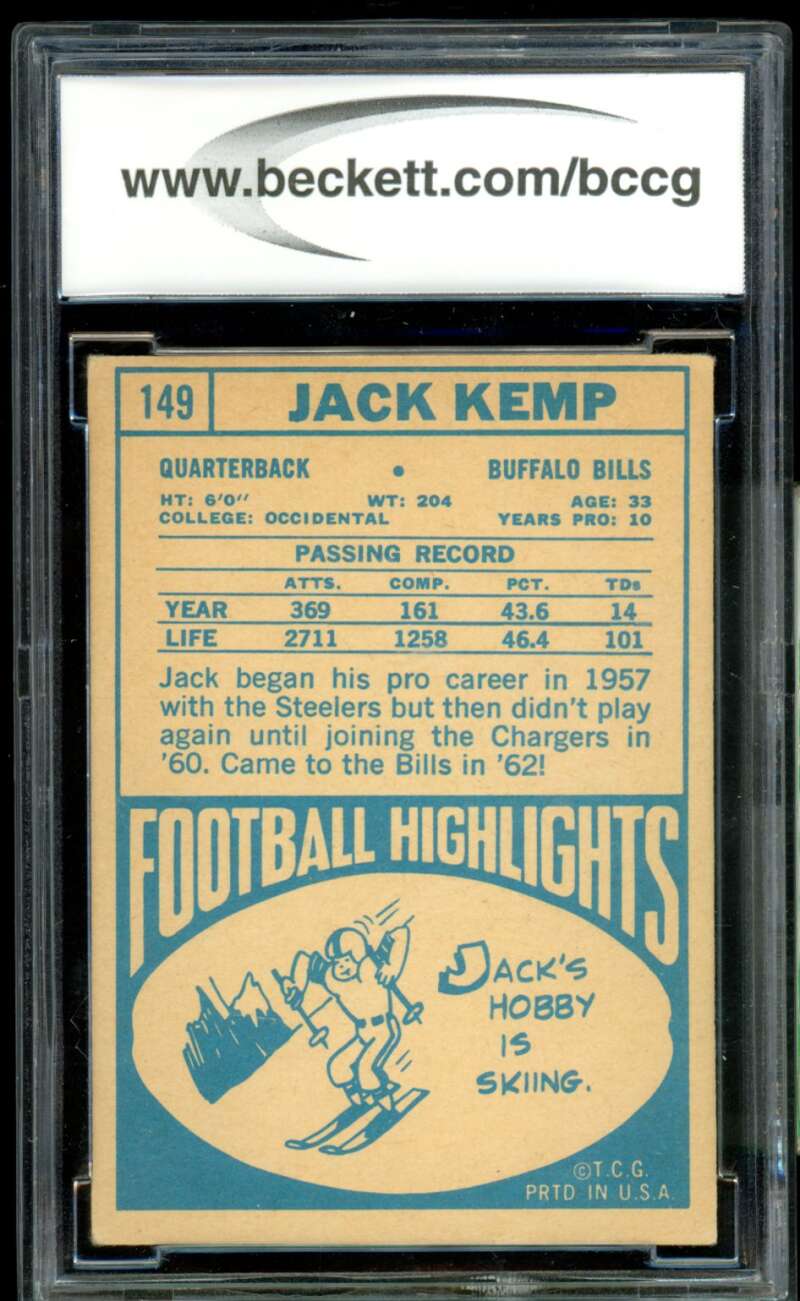 www.beckett.com/bccg
149 JACK KEMP
QUARTERBACK • BUFFALO BILLS
HT: 6'0'' WT: 204 AGE: 33
COLLEGE: OCCIDENTAL YEARS PRO: 10
PASSING RECORD
ATTS. COMP. PCT. TDs
YEAR 369 161 43.6 14
LIFE 2711 1258 46.4 101
Jack began his pro career in 1957
with the Steelers but then didn't play
again until joining the Chargers in
'60. Came to the Bills in '62!
FOOTBALL HIGHLIGHTS
JACK'S
HOBBY
IS
SKIING.
©T.C.G.
PRTD IN U.S.A.